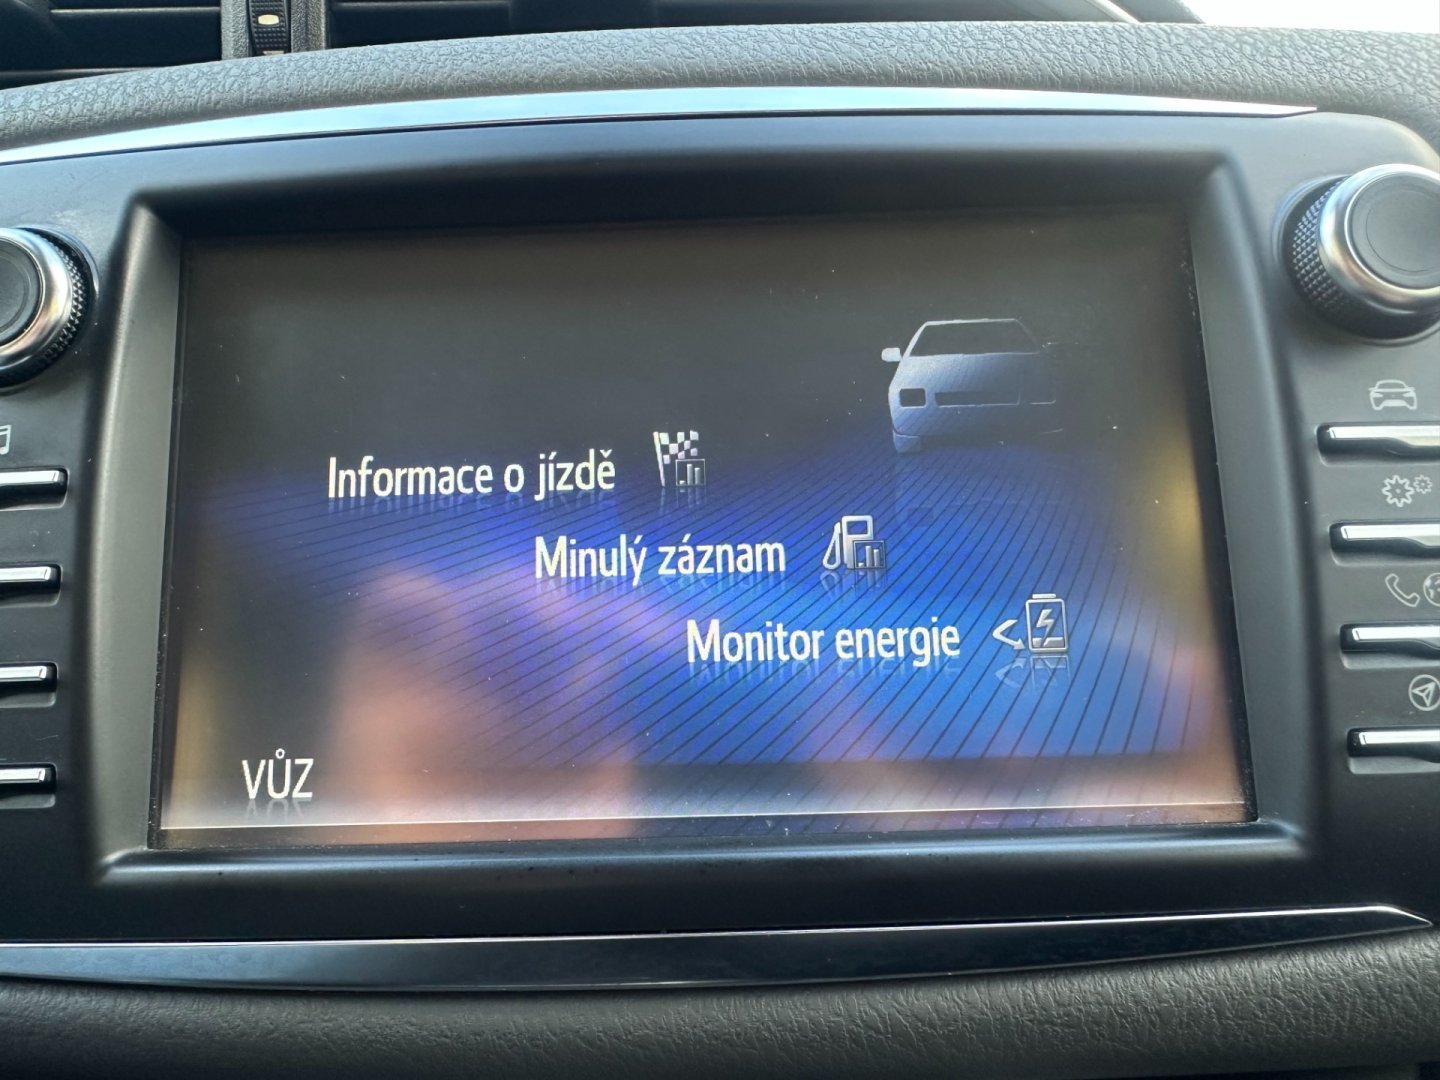 Informace o jízdě
Minulý záznam
Monitor energie
VŮZ